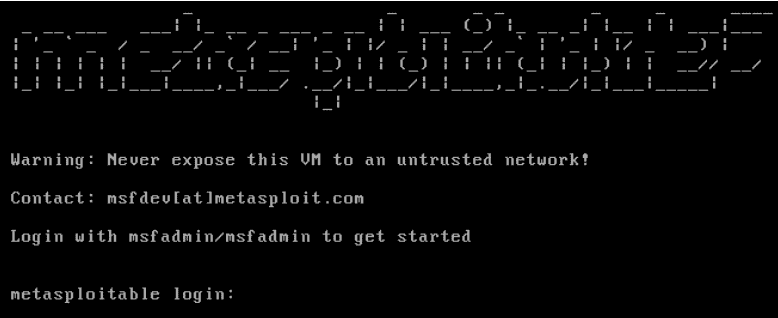 metasploitable2
Warning: Never expose this VM to an untrusted network!
Contact: msfdev[at]metasploit.com
Login with msfadmin/msfadmin to get started
metasploitable login: